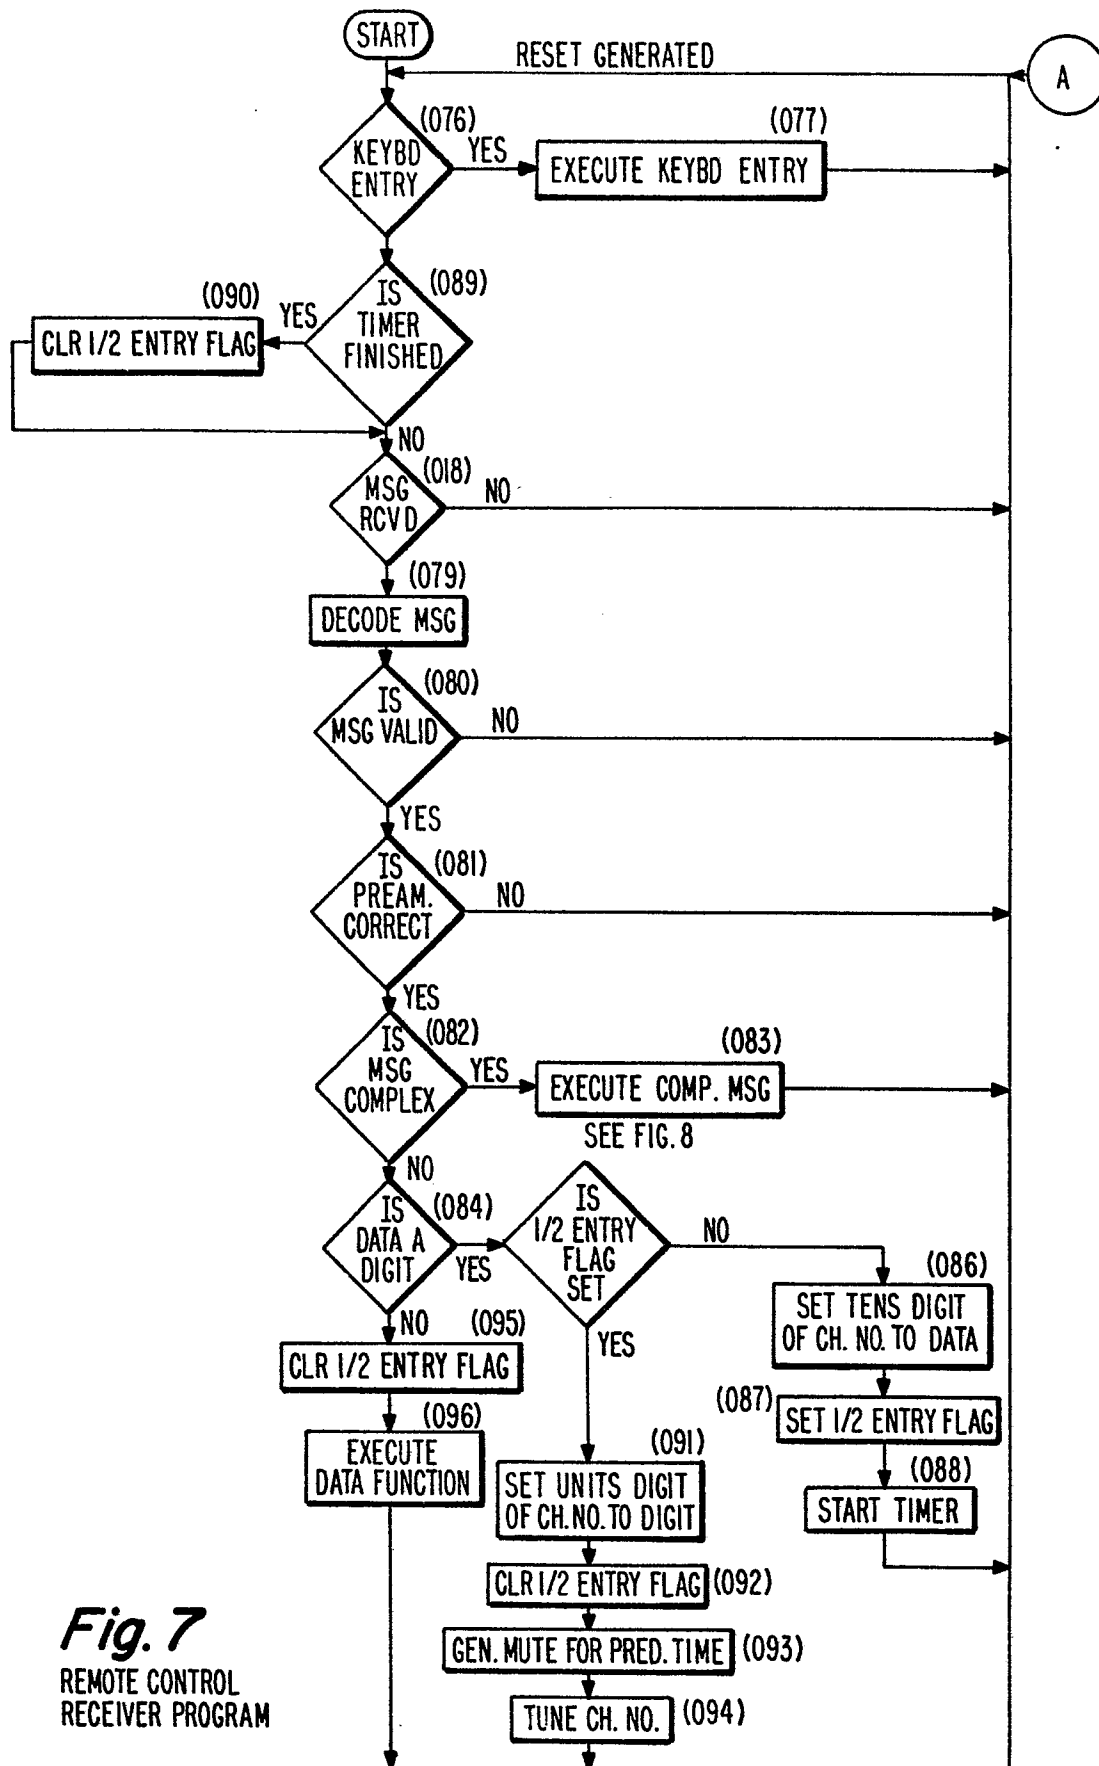 START
RESET GENERATED
A
(076)
KEYBD
ENTRY
YES
(077)
EXECUTE KEYBD ENTRY
(089)
IS
TIMER
FINISHED
YES
(090)
CLR 1/2 ENTRY FLAG
NO
(018)
MSG
RCVD
NO
(079)
DECODE MSG
(080)
IS
MSG VALID
NO
YES
(081)
IS
PREAM.
CORRECT
NO
YES
(082)
IS
MSG
COMPLEX
YES
(083)
EXECUTE COMP. MSG
SEE FIG. 8
NO
(084)
IS
DATA A
DIGIT
YES
IS
1/2 ENTRY
FLAG
SET
NO
(086)
SET TENS DIGIT
OF CH. NO. TO DATA
(087)
SET 1/2 ENTRY FLAG
(088)
START TIMER
YES
NO
(095)
CLR 1/2 ENTRY FLAG
(096)
EXECUTE
DATA FUNCTION
(091)
SET UNITS DIGIT
OF CH. NO. TO DIGIT
CLR 1/2 ENTRY FLAG (092)
GEN. MUTE FOR PRED. TIME (093)
TUNE CH. NO. (094)
Fig. 7
REMOTE CONTROL
RECEIVER PROGRAM